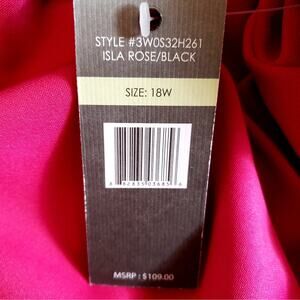 STYLE #3W0S32H261
ISLA ROSE/BLACK
SIZE: 18W
MSRP : $109.00